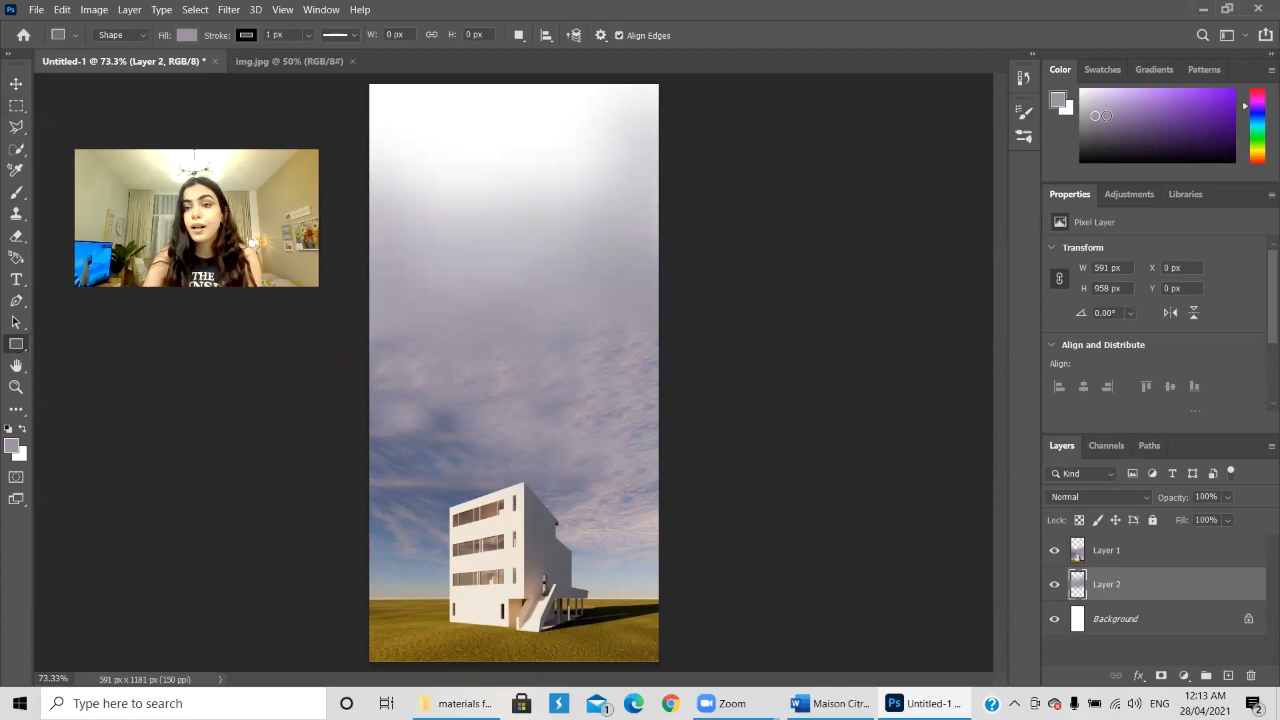 Ps File Edit Image Layer Type Select Filter 3D View Window Help
Shape Fill: Stroke: 1 px W: 0 px H: 0 px Align Edges
Untitled-1 @ 73.3% (Layer 2, RGB/8) * × img.jpg @ 50% (RGB/8#) ×
Color Swatches Gradients Patterns
Properties Adjustments Libraries
Pixel Layer
Transform
W 591 px X 0 px
H 958 px Y 0 px
0.00°
Align and Distribute
Align:
Layers Channels Paths
Kind
Normal Opacity: 100%
Lock: Fill: 100%
Layer 1
Layer 2
Background
THE
73.33% 591 px x 1181 px (150 ppi)
Type here to search
materials f...
Zoom
Maison Citr...
Ps Untitled-1 ...
ENG
12:13 AM
28/04/2021
2